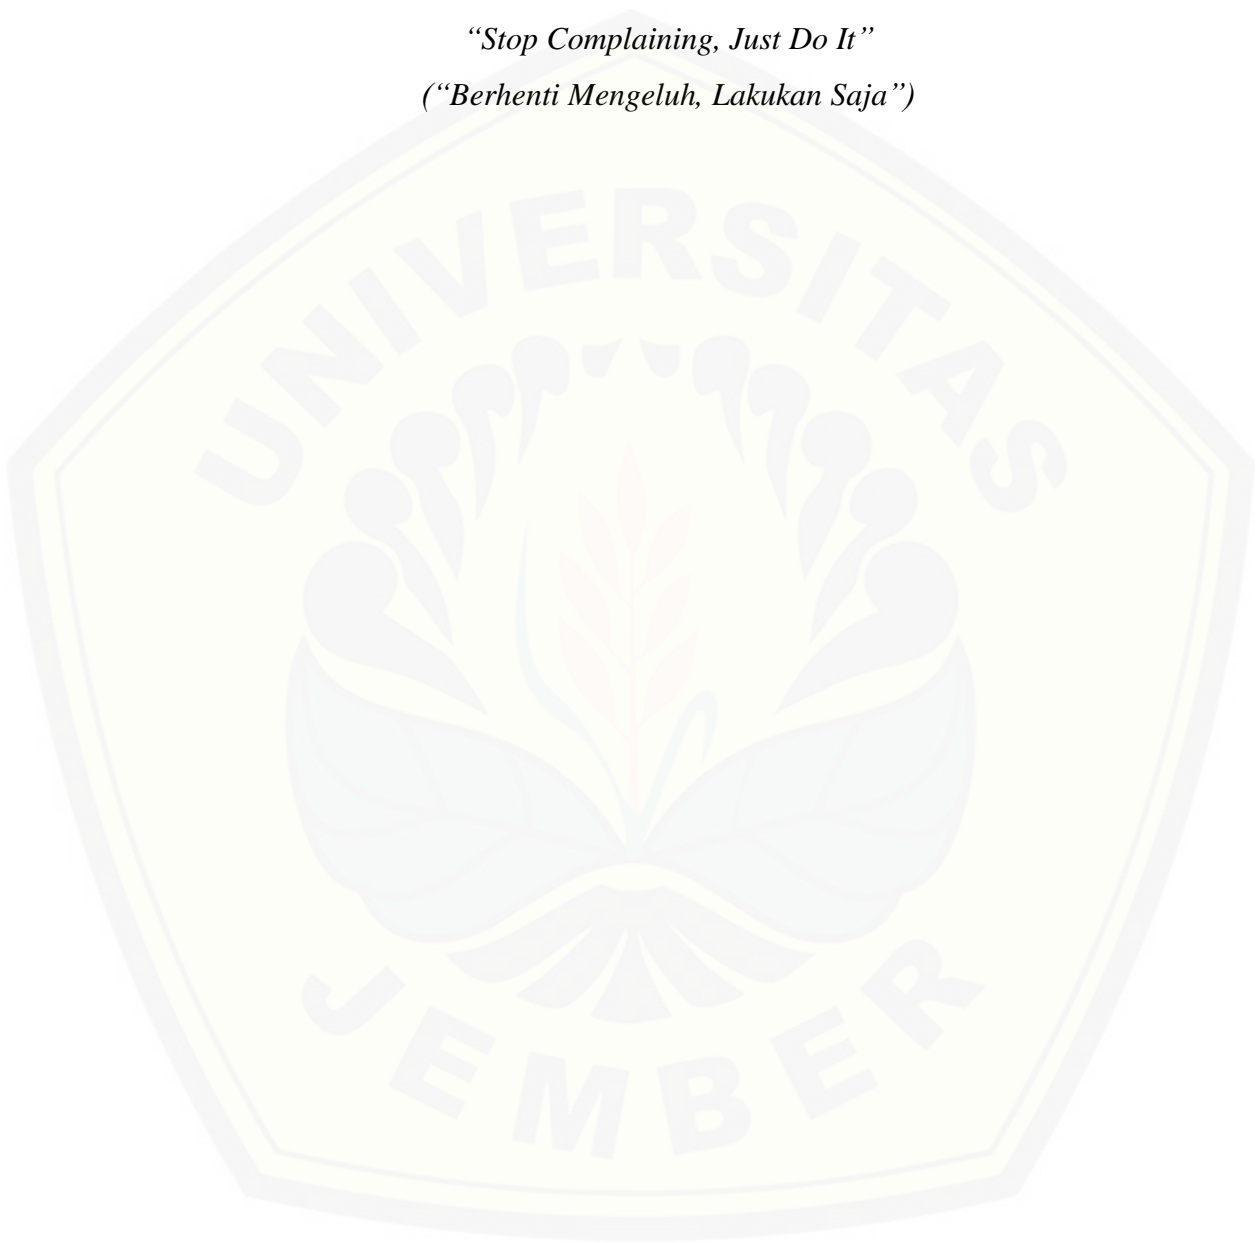 “Stop Complaining, Just Do It”
(“Berhenti Mengeluh, Lakukan Saja”)
UNIVERSITAS
JEMBER